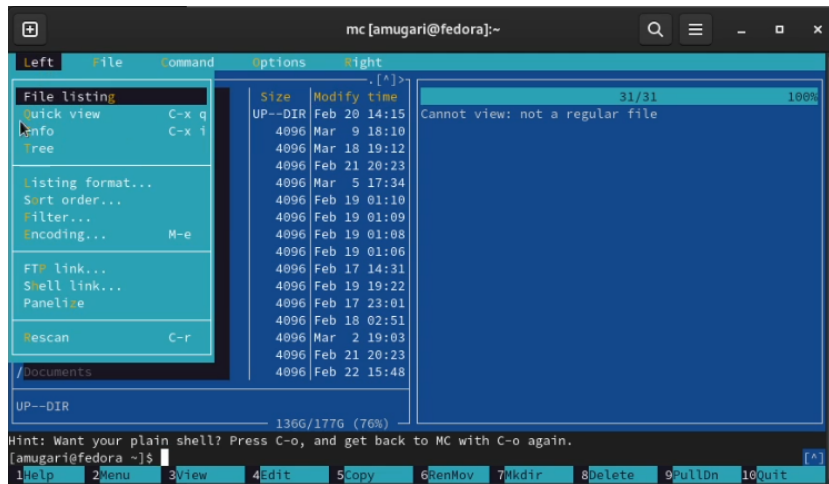 mc [amugari@fedora]:~
Left File Command Options Right
.[^]>
File listing
Quick view C-x q
Info C-x i
Tree
Listing format...
Sort order...
Filter...
Encoding... M-e
FTP link...
Shell link...
Panelize
Rescan C-r
Size Modify time
UP--DIR Feb 20 14:15
4096 Mar 9 18:10
4096 Mar 18 19:12
4096 Feb 21 20:23
4096 Mar 5 17:34
4096 Feb 19 01:10
4096 Feb 19 01:09
4096 Feb 19 01:08
4096 Feb 19 01:06
4096 Feb 17 14:31
4096 Feb 19 19:22
4096 Feb 17 23:01
4096 Feb 18 02:51
4096 Mar 2 19:03
4096 Feb 21 20:23
/Documents 4096 Feb 22 15:48
UP--DIR
136G/177G (76%)
31/31 100%
Cannot view: not a regular file
Hint: Want your plain shell? Press C-o, and get back to MC with C-o again.
[amugari@fedora ~]$
[^]
1Help 2Menu 3View 4Edit 5Copy 6RenMov 7Mkdir 8Delete 9PullDn 10Quit